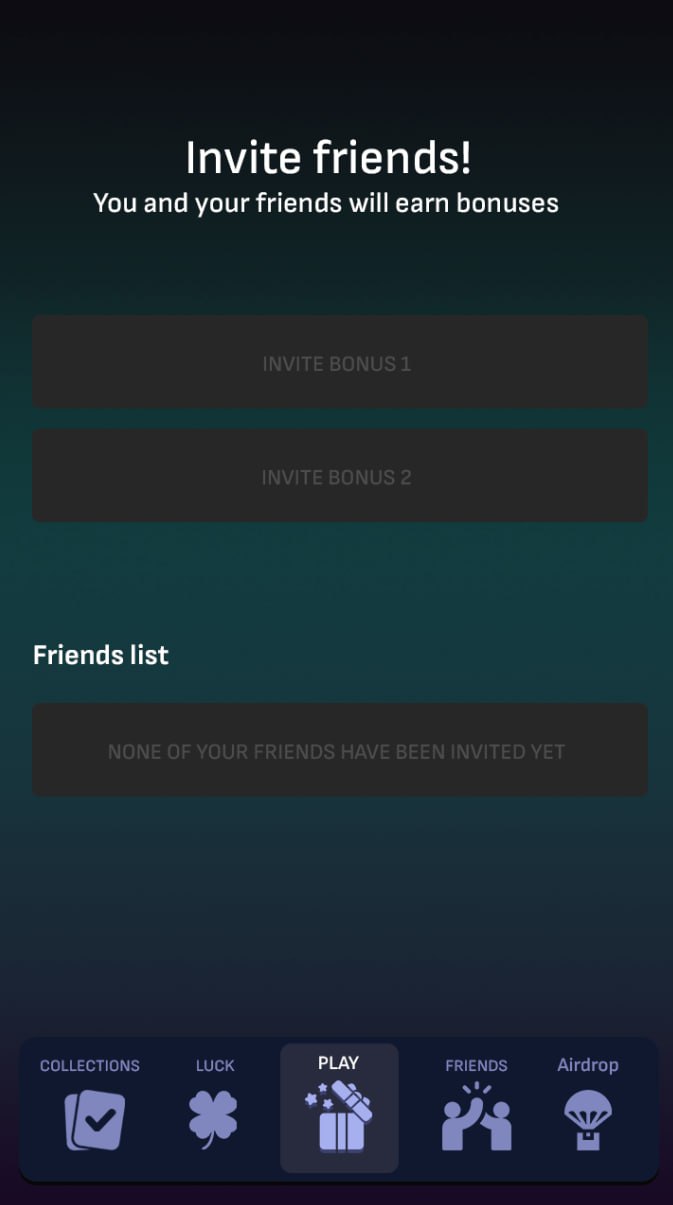 Invite friends!
You and your friends will earn bonuses
INVITE BONUS 1
INVITE BONUS 2
Friends list
NONE OF YOUR FRIENDS HAVE BEEN INVITED YET
COLLECTIONS
LUCK
PLAY
FRIENDS
Airdrop